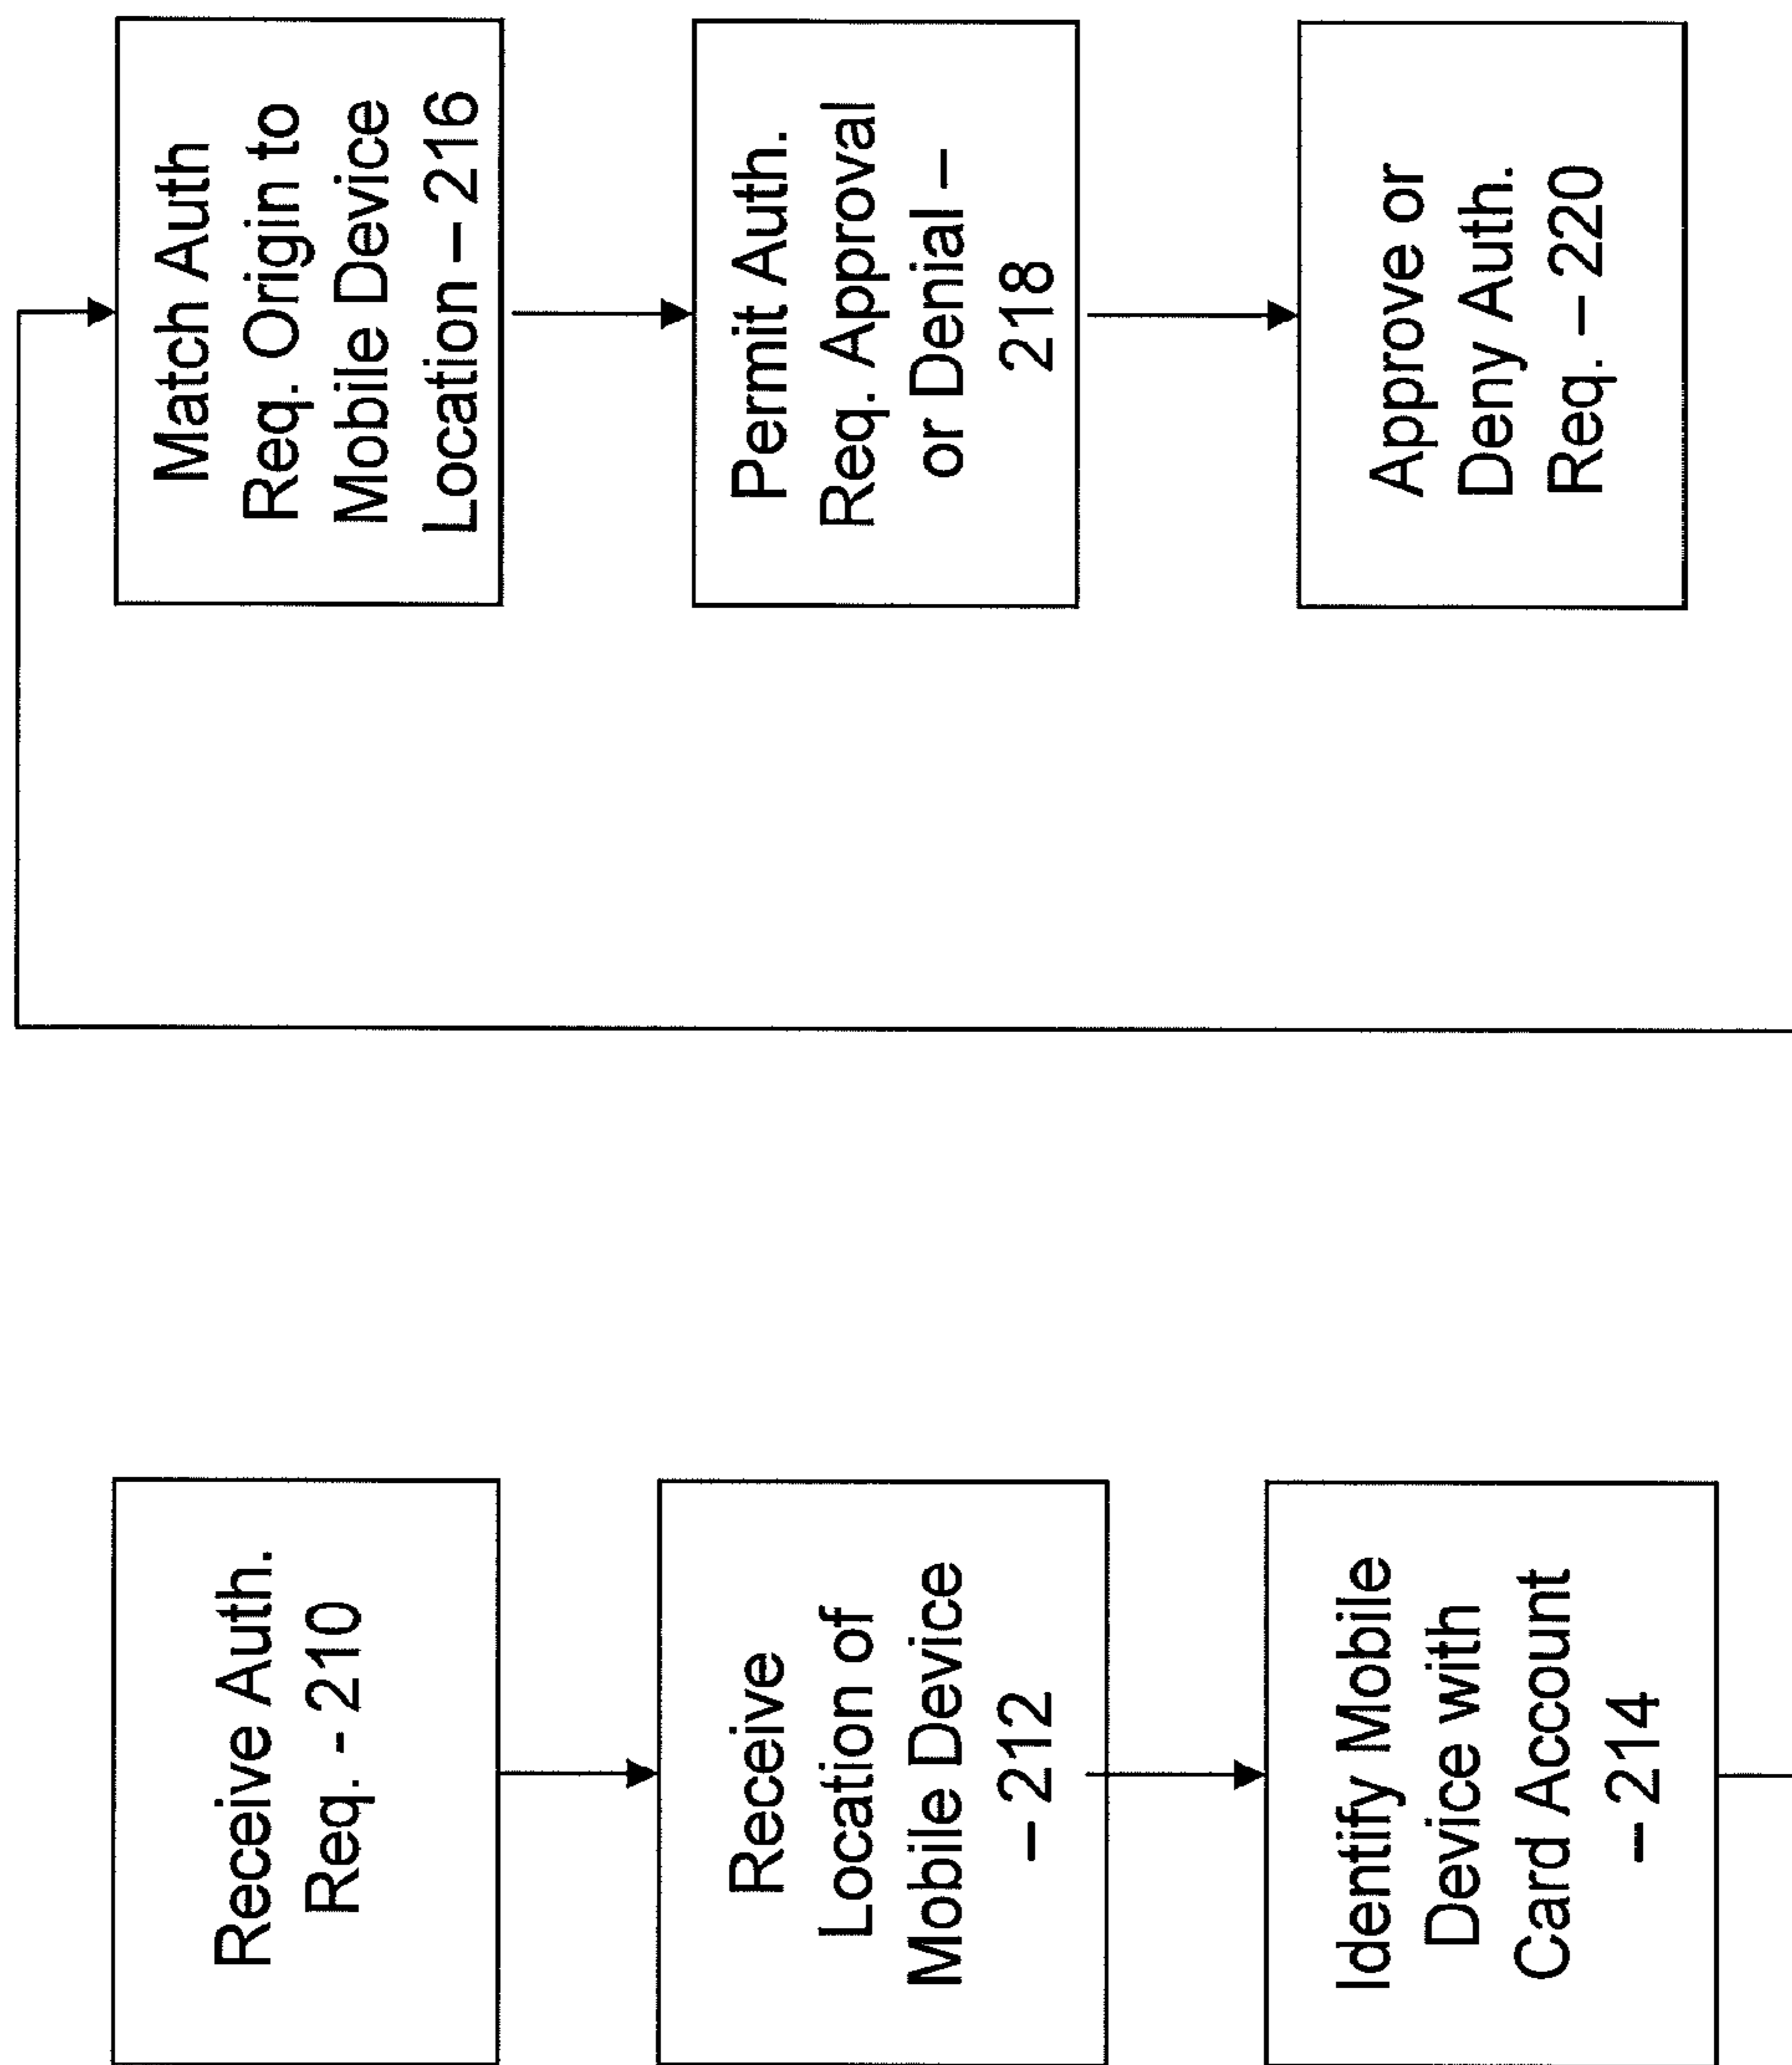 Receive Auth.
Req. - 210
Receive
Location of
Mobile Device
– 212
Identify Mobile
Device with
Card Account
– 214
Match Auth
Req. Origin to
Mobile Device
Location – 216
Permit Auth.
Req. Approval
or Denial –
218
Approve or
Deny Auth.
Req. – 220